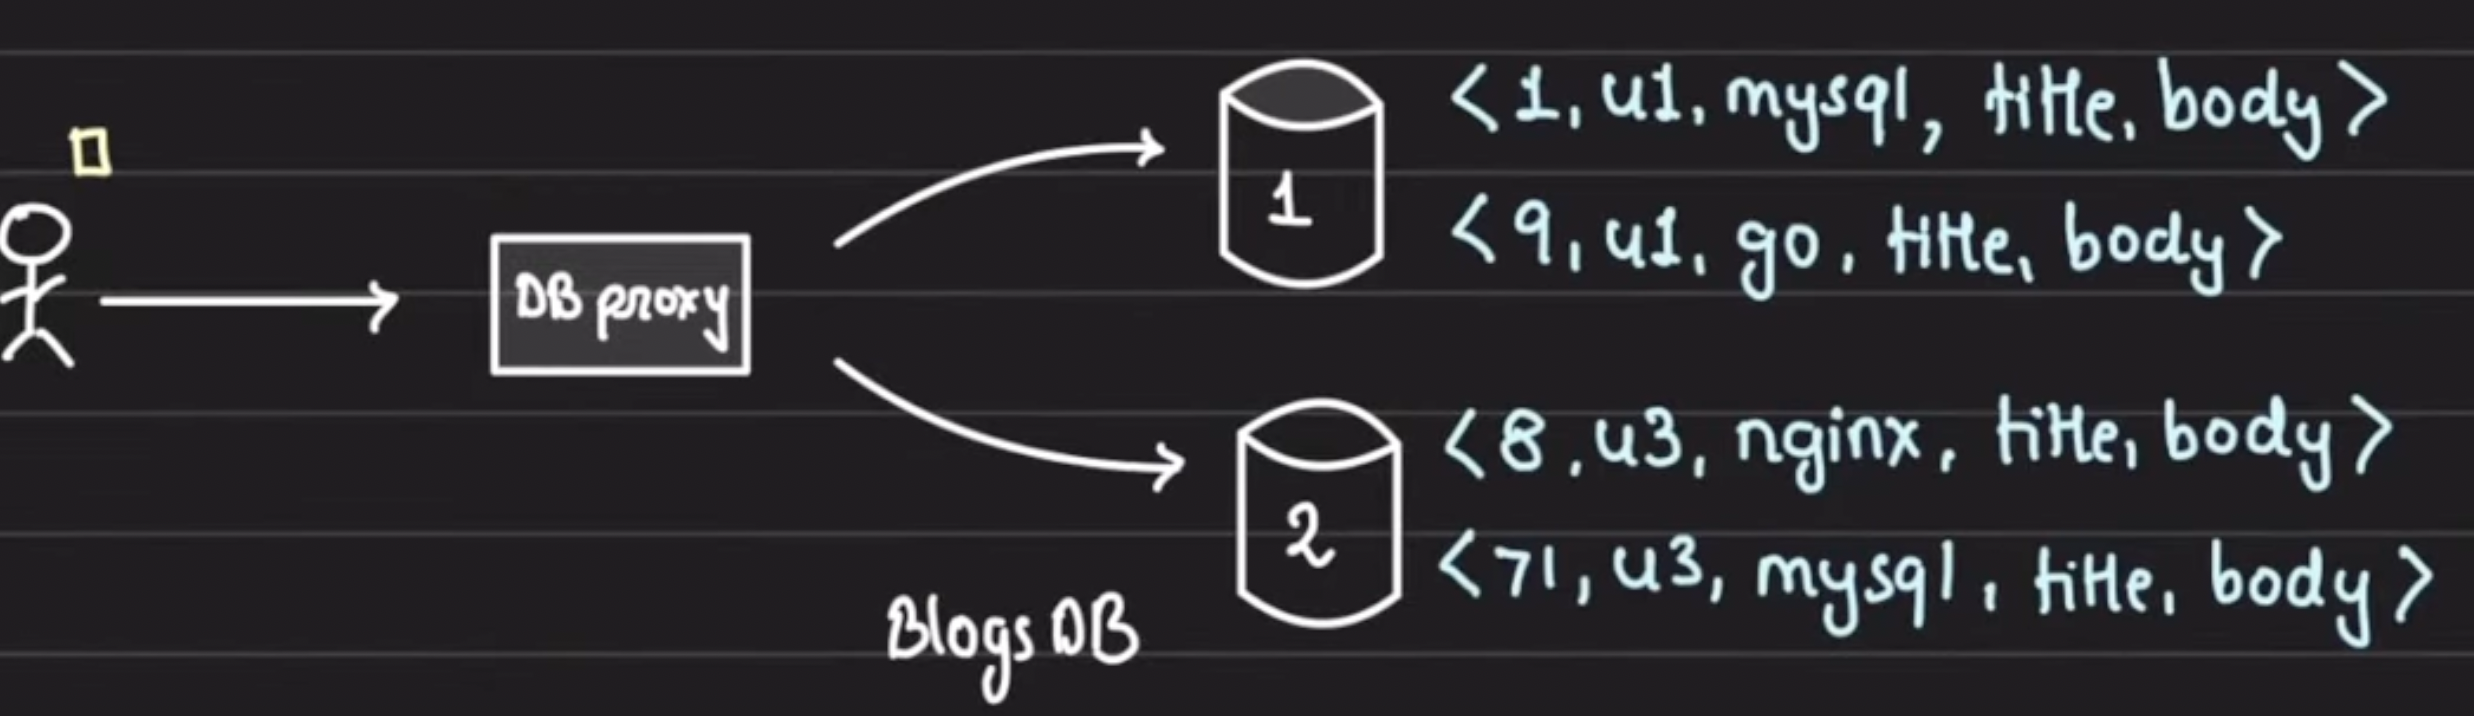 <1, u1, mysql, title, body>
1
<9, u1, go, title, body>
DB proxy
<8, u3, nginx, title, body>
2
<71, u3, mysql, title, body>
Blogs DB